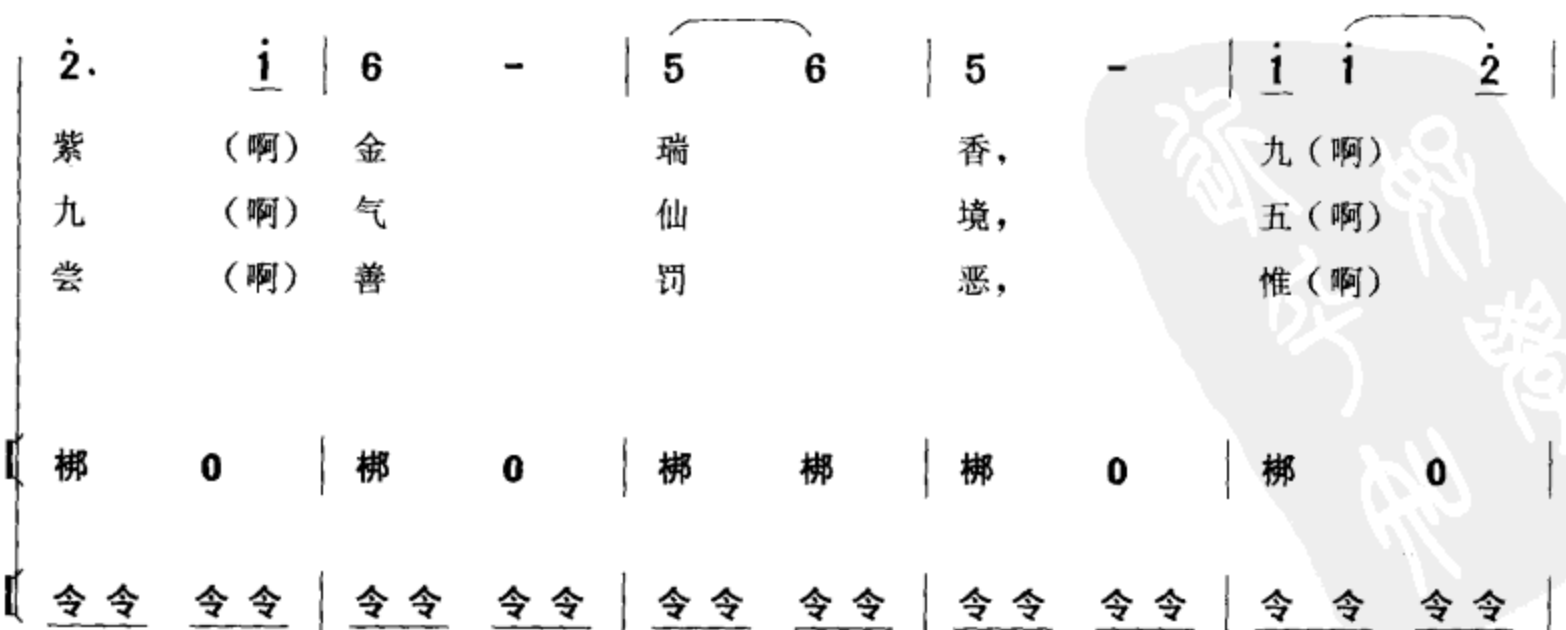 2̇. i̇ | 6 - | 5 6 | 5 - | i̇ i̇ 2̇ |
紫 （啊） 金 瑞 香， 九（啊）
九 （啊） 气 仙 境， 五（啊）
尝 （啊） 善 罚 恶， 惟（啊）
梆 0 | 梆 0 | 梆 梆 | 梆 0 | 梆 0 |
令 令 令 令 | 令 令 令 令 | 令 令 令 令 | 令 令 令 令 | 令 令 令 令 |